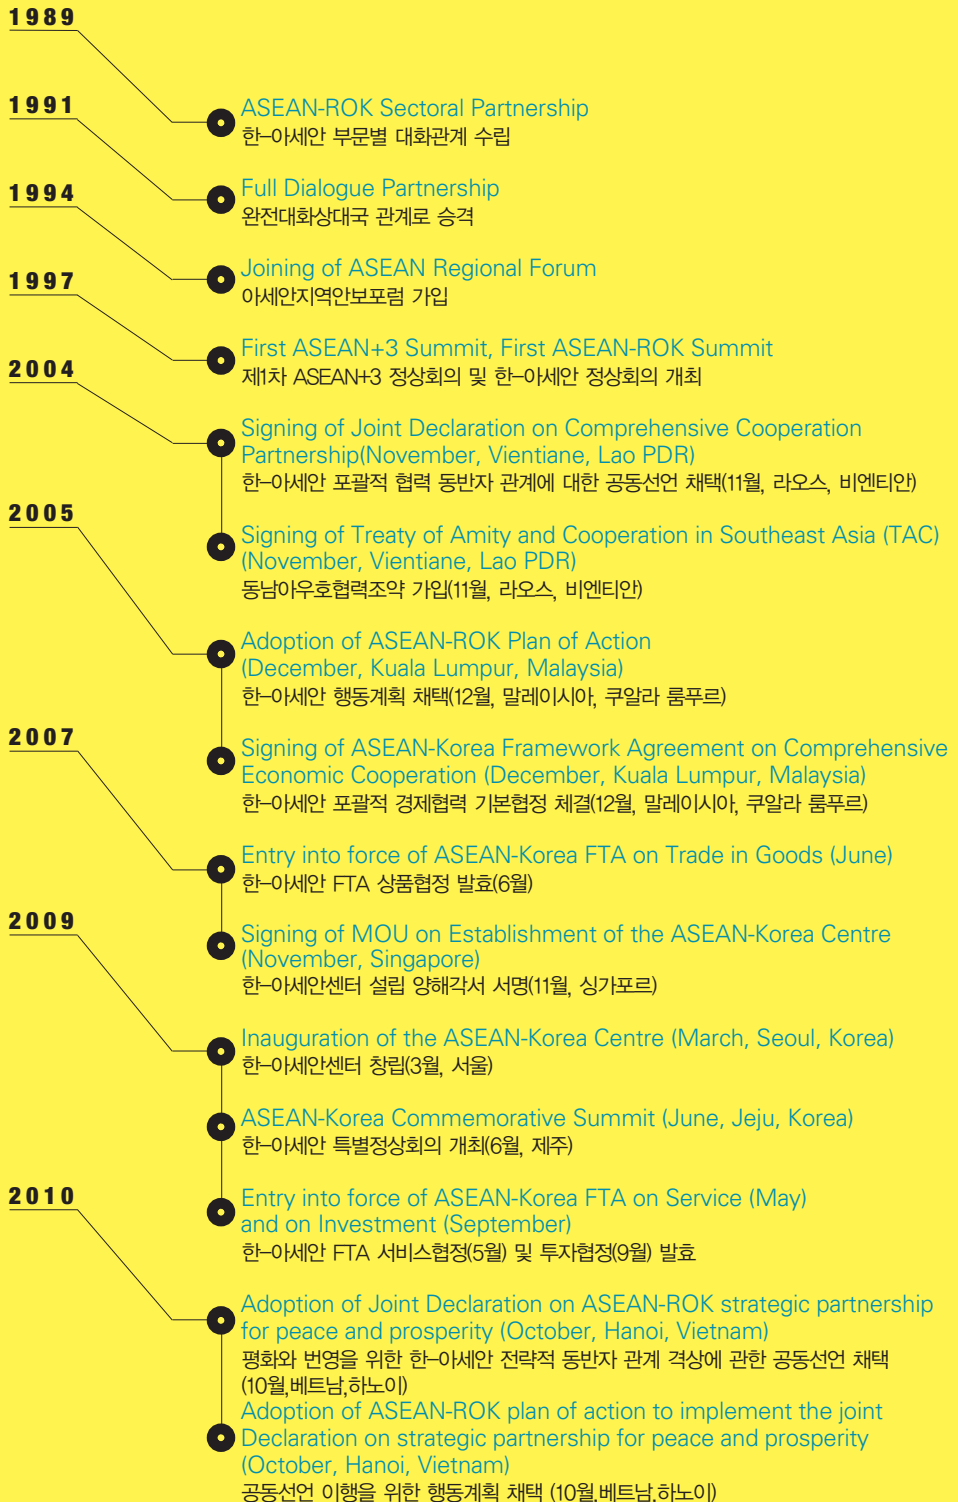 1989
ASEAN-ROK Sectoral Partnership
한–아세안 부문별 대화관계 수립
1991
Full Dialogue Partnership
완전대화상대국 관계로 승격
1994
Joining of ASEAN Regional Forum
아세안지역안보포럼 가입
1997
First ASEAN+3 Summit, First ASEAN-ROK Summit
제1차 ASEAN+3 정상회의 및 한–아세안 정상회의 개최
2004
Signing of Joint Declaration on Comprehensive Cooperation
Partnership(November, Vientiane, Lao PDR)
한–아세안 포괄적 협력 동반자 관계에 대한 공동선언 채택(11월, 라오스, 비엔티안)
Signing of Treaty of Amity and Cooperation in Southeast Asia (TAC)
(November, Vientiane, Lao PDR)
동남아우호협력조약 가입(11월, 라오스, 비엔티안)
2005
Adoption of ASEAN-ROK Plan of Action
(December, Kuala Lumpur, Malaysia)
한–아세안 행동계획 채택(12월, 말레이시아, 쿠알라 룸푸르)
Signing of ASEAN-Korea Framework Agreement on Comprehensive
Economic Cooperation (December, Kuala Lumpur, Malaysia)
한–아세안 포괄적 경제협력 기본협정 체결(12월, 말레이시아, 쿠알라 룸푸르)
2007
Entry into force of ASEAN-Korea FTA on Trade in Goods (June)
한–아세안 FTA 상품협정 발효(6월)
Signing of MOU on Establishment of the ASEAN-Korea Centre
(November, Singapore)
한–아세안센터 설립 양해각서 서명(11월, 싱가포르)
2009
Inauguration of the ASEAN-Korea Centre (March, Seoul, Korea)
한–아세안센터 창립(3월, 서울)
ASEAN-Korea Commemorative Summit (June, Jeju, Korea)
한–아세안 특별정상회의 개최(6월, 제주)
Entry into force of ASEAN-Korea FTA on Service (May)
and on Investment (September)
한–아세안 FTA 서비스협정(5월) 및 투자협정(9월) 발효
2010
Adoption of Joint Declaration on ASEAN-ROK strategic partnership
for peace and prosperity (October, Hanoi, Vietnam)
평화와 번영을 위한 한–아세안 전략적 동반자 관계 격상에 관한 공동선언 채택
(10월,베트남,하노이)
Adoption of ASEAN-ROK plan of action to implement the joint
Declaration on strategic partnership for peace and prosperity
(October, Hanoi, Vietnam)
공동선언 이행을 위한 행동계획 채택 (10월,베트남,하노이)